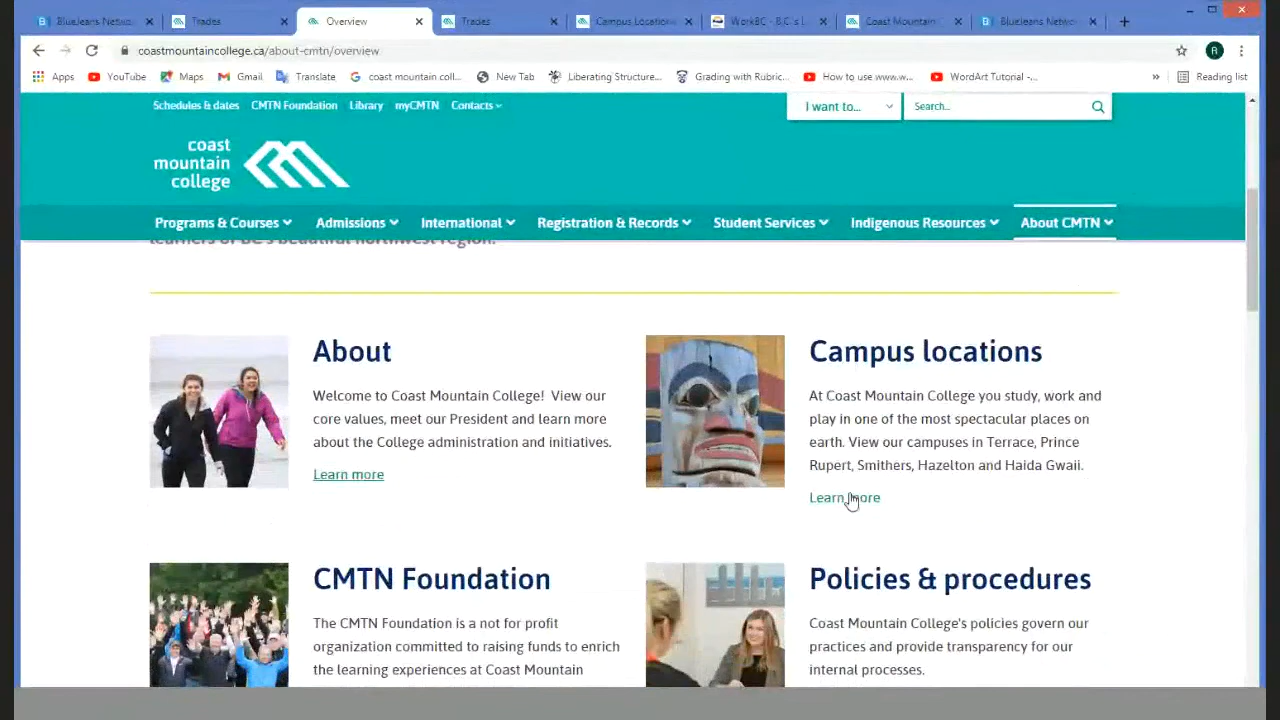 BlueJeans Netwo
Trades
Overview
Trades
Campus Locations
WorkBC - B.C.'s L
Coast Mountain
BlueJeans Netwo
coastmountaincollege.ca/about-cmtn/overview
R
Apps
YouTube
Maps
Gmail
Translate
coast mountain coll...
New Tab
Liberating Structure...
Grading with Rubric...
How to use www.w...
WordArt Tutorial -...
»
Reading list
Schedules & dates
CMTN Foundation
Library
myCMTN
Contacts
I want to...
Search...
coast
mountain
college
Programs & Courses
Admissions
International
Registration & Records
Student Services
Indigenous Resources
About CMTN
learners of BC's beautiful northwest region.
About
Welcome to Coast Mountain College! View our
core values, meet our President and learn more
about the College administration and initiatives.
Learn more
Campus locations
At Coast Mountain College you study, work and
play in one of the most spectacular places on
earth. View our campuses in Terrace, Prince
Rupert, Smithers, Hazelton and Haida Gwaii.
Learn more
CMTN Foundation
The CMTN Foundation is a not for profit
organization committed to raising funds to enrich
the learning experiences at Coast Mountain
Policies & procedures
Coast Mountain College's policies govern our
practices and provide transparency for our
internal processes.